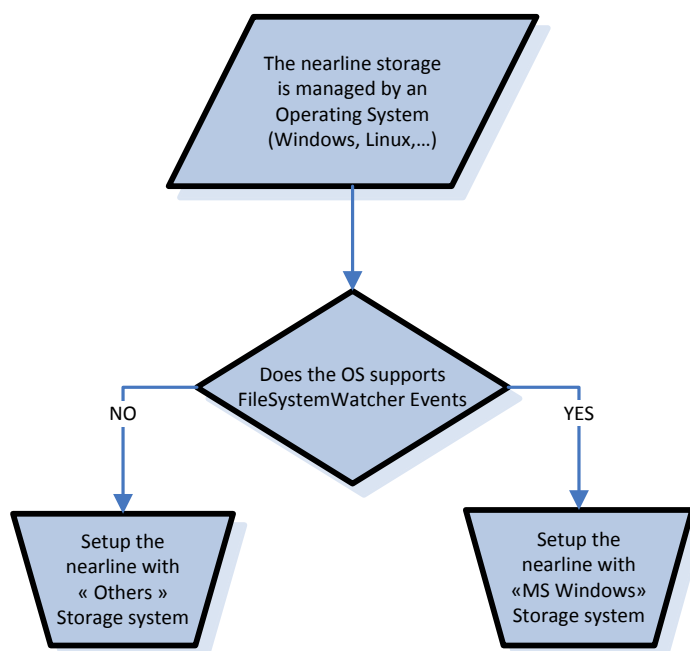 The nearline storage
is managed by an
Operating System
(Windows, Linux,...)
Does the OS supports
FileSystemWatcher Events
NO
YES
Setup the
nearline with
« Others »
Storage system
Setup the
nearline with
«MS Windows»
Storage system